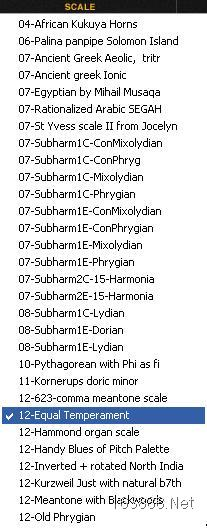 SCALE
04-African Kukuya Horns
06-Palina panpipe Solomon Island
07-Ancient Greek Aeolic,  tritr
07-Ancient greek Ionic
07-Egyptian by Mihail Musaqa
07-Rationalized Arabic SEGAH
07-St Yvess scale II from Jocelyn
07-Subharm1C-ConMixolydian
07-Subharm1C-ConPhryg
07-Subharm1C-Mixolydian
07-Subharm1C-Phrygian
07-Subharm1E-ConMixolydian
07-Subharm1E-ConPhrygian
07-Subharm1E-Mixolydian
07-Subharm1E-Phrygian
07-Subharm2C-15-Harmonia
07-Subharm2E-15-Harmonia
08-Subharm1C-Lydian
08-Subharm1E-Dorian
08-Subharm1E-Lydian
10-Pythagorean with Phi as fi
11-Kornerups doric minor
12-623-comma meantone scale
12-Equal Temperament
12-Hammond organ scale
12-Handy Blues of Pitch Palette
12-Inverted + rotated North India
12-Kurzweil Just with natural b7th
12-Meantone with Blackwoods
12-Old Phrygian